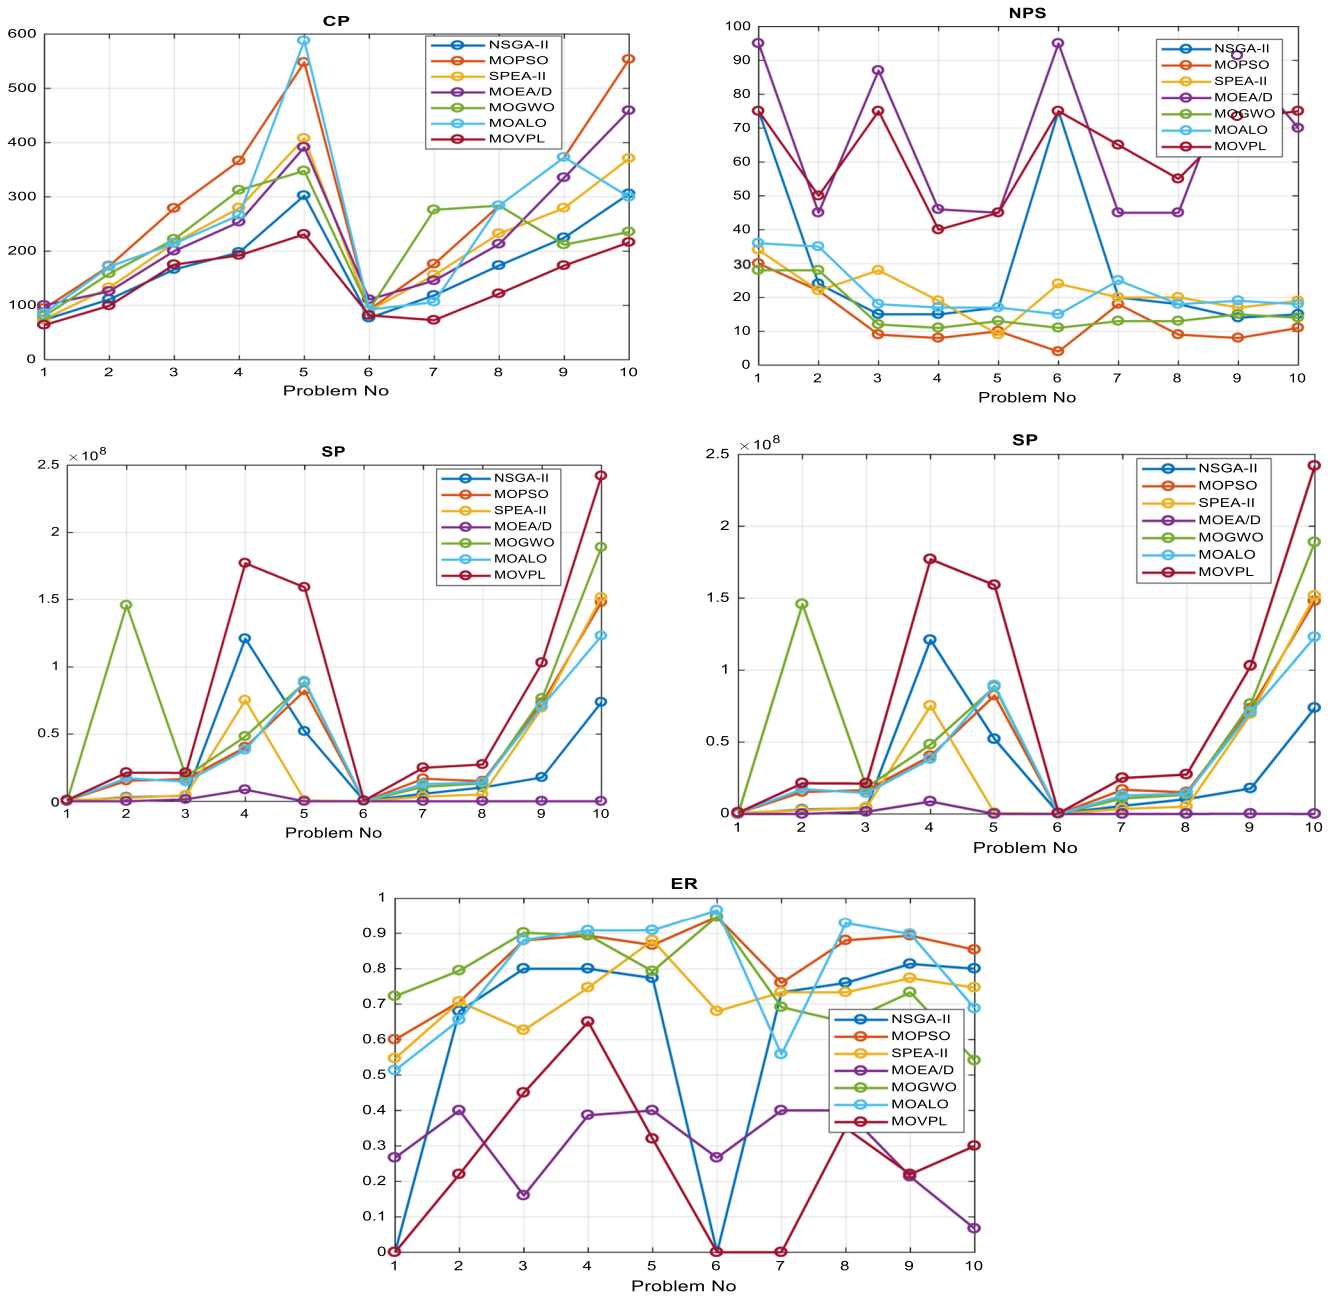 CP
600
500
400
300
200
100
0
1 2 3 4 5 6 7 8 9 10
Problem No
NSGA-II
MOPSO
SPEA-II
MOEA/D
MOGWO
MOALO
MOVPL
NPS
100
90
80
70
60
50
40
30
20
10
0
1 2 3 4 5 6 7 8 9 10
Problem No
NSGA-II
MOPSO
SPEA-II
MOEA/D
MOGWO
MOALO
MOVPL
SP
×10^8
2.5
2
1.5
1
0.5
0
1 2 3 4 5 6 7 8 9 10
Problem No
NSGA-II
MOPSO
SPEA-II
MOEA/D
MOGWO
MOALO
MOVPL
SP
×10^8
2.5
2
1.5
1
0.5
0
1 2 3 4 5 6 7 8 9 10
Problem No
NSGA-II
MOPSO
SPEA-II
MOEA/D
MOGWO
MOALO
MOVPL
ER
1
0.9
0.8
0.7
0.6
0.5
0.4
0.3
0.2
0.1
0
1 2 3 4 5 6 7 8 9 10
Problem No
NSGA-II
MOPSO
SPEA-II
MOEA/D
MOGWO
MOALO
MOVPL